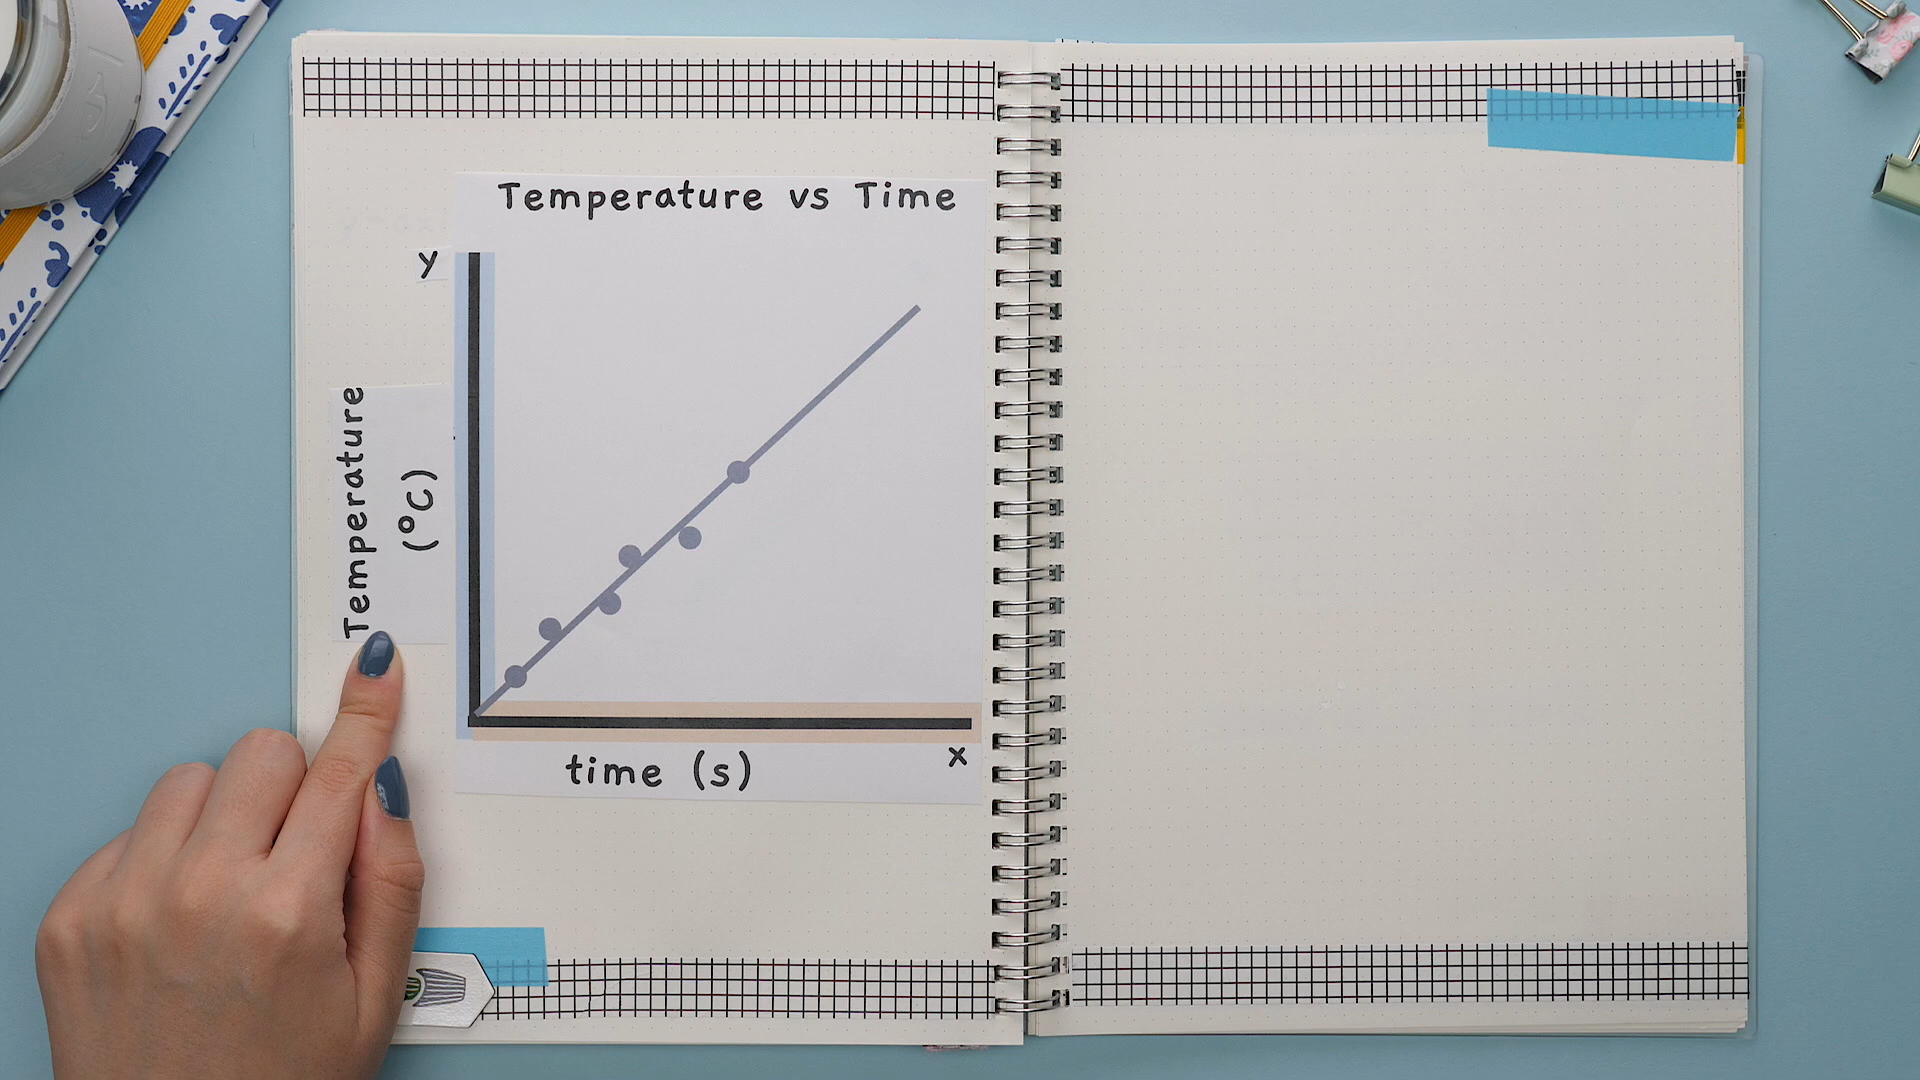 Temperature vs Time
y
Temperature
(°C)
time (s)
x